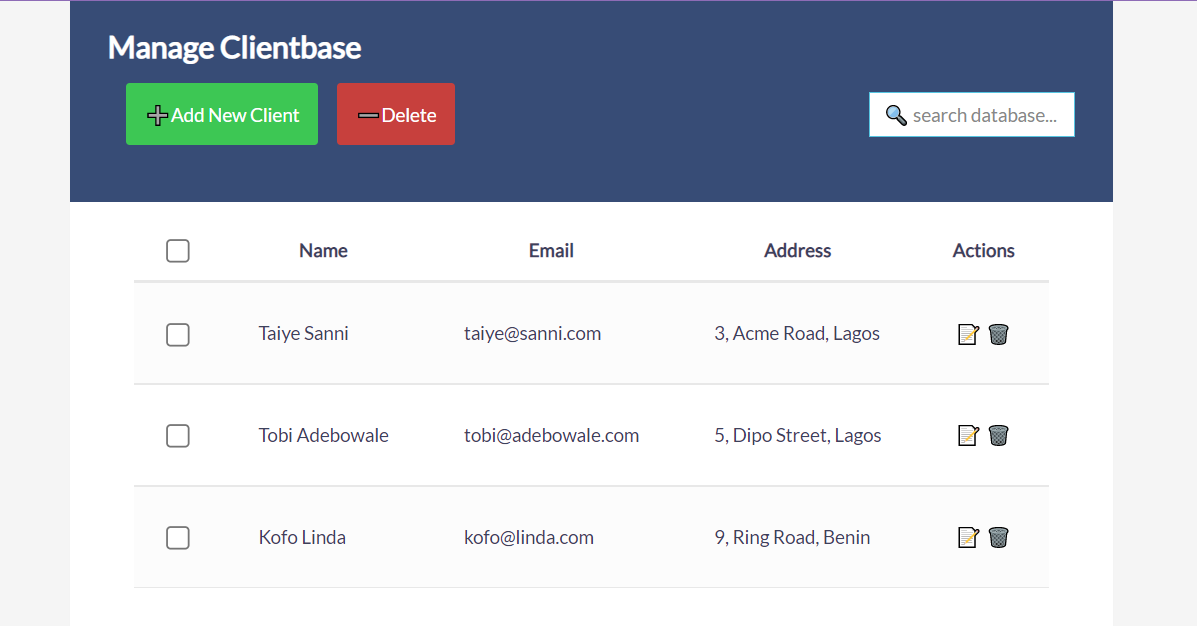 Manage Clientbase
Add New Client Delete search database...
Name Email Address Actions
Taiye Sanni taiye@sanni.com 3, Acme Road, Lagos
Tobi Adebowale tobi@adebowale.com 5, Dipo Street, Lagos
Kofo Linda kofo@linda.com 9, Ring Road, Benin